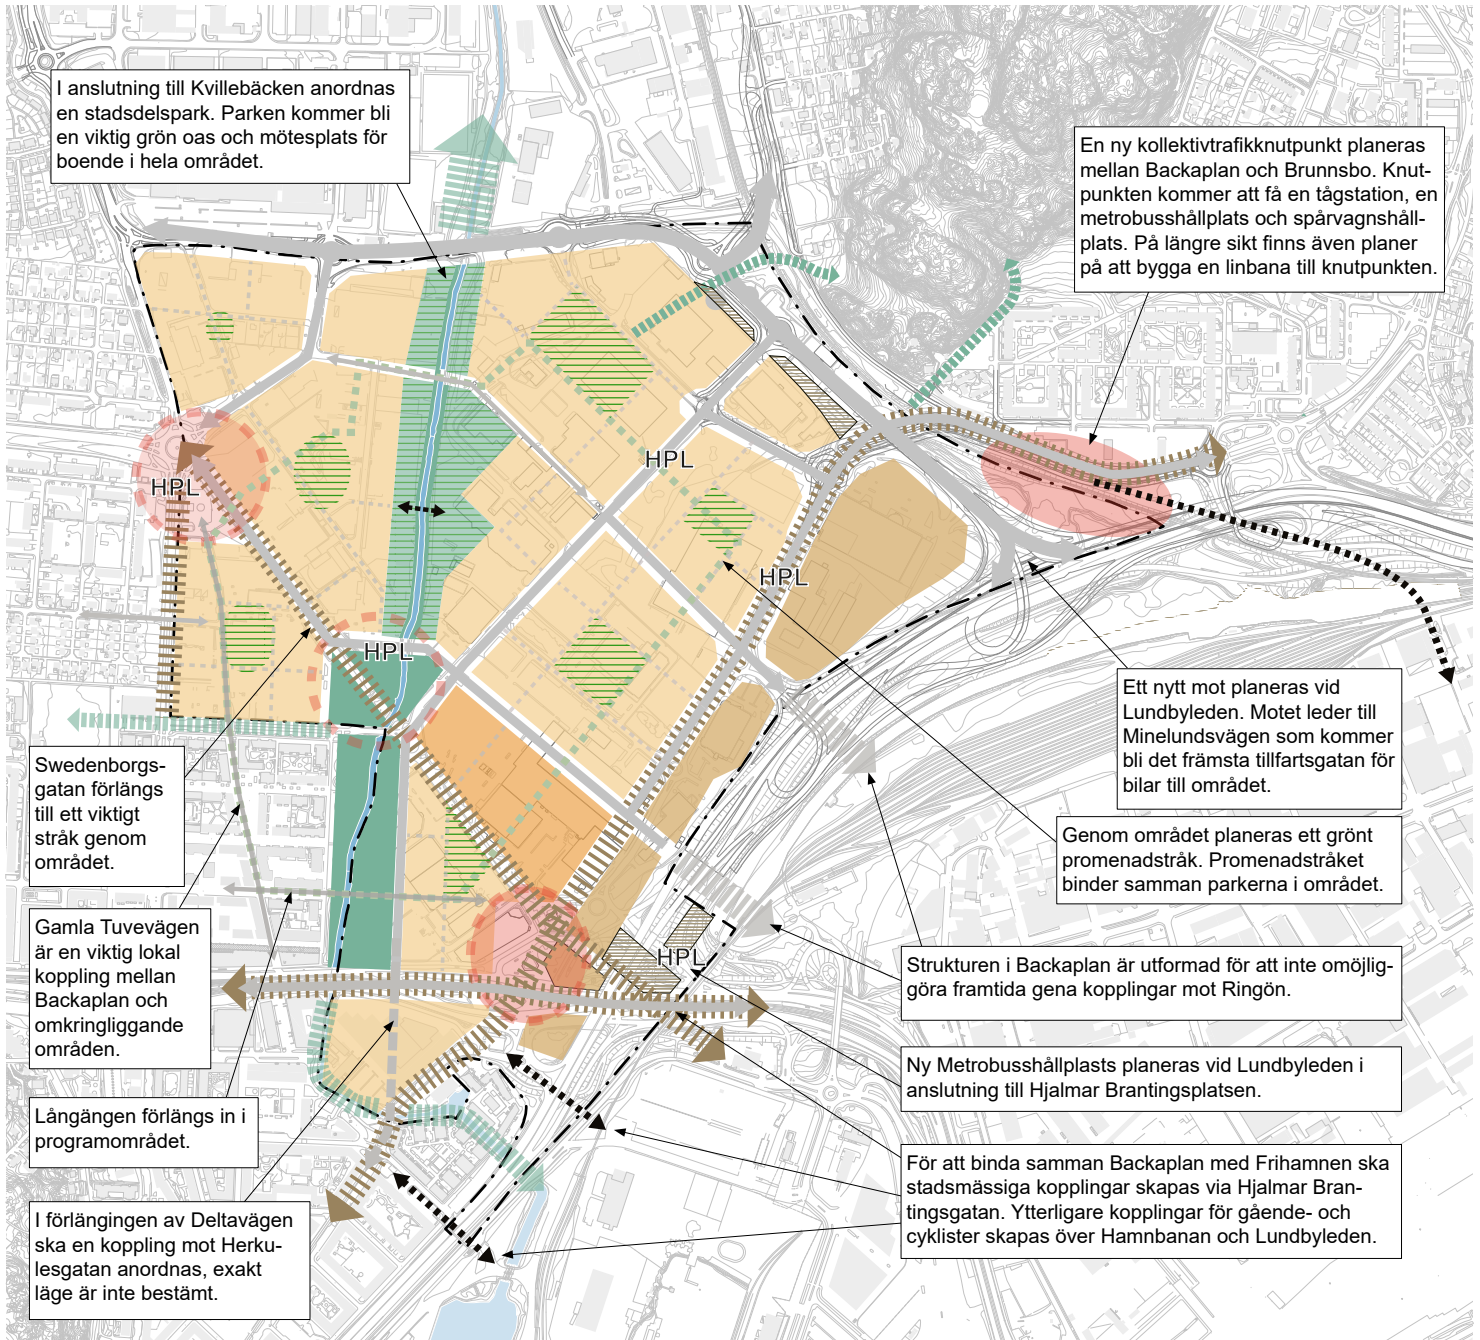 I anslutning till Kvillebäcken anordnas
en stadsdelspark. Parken kommer bli
en viktig grön oas och mötesplats för
boende i hela området.
En ny kollektivtrafikknutpunkt planeras
mellan Backaplan och Brunnsbo. Knut-
punkten kommer att få en tågstation, en
metrobusshållplats och spårvagnshåll-
plats. På längre sikt finns även planer
på att bygga en linbana till knutpunkten.
HPL
HPL
HPL
HPL
HPL
Ett nytt mot planeras vid
Lundbyleden. Motet leder till
Minelundsvägen som kommer
bli det främsta tillfartsgatan för
bilar till området.
Swedenborgs-
gatan förlängs
till ett viktigt
stråk genom
området.
Genom området planeras ett grönt
promenadstråk. Promenadstråket
binder samman parkerna i området.
Gamla Tuvevägen
är en viktig lokal
koppling mellan
Backaplan och
omkringliggande
områden.
Strukturen i Backaplan är utformad för att inte omöjlig-
göra framtida gena kopplingar mot Ringön.
Ny Metrobusshållplasts planeras vid Lundbyleden i
anslutning till Hjalmar Brantingsplatsen.
Långängen förlängs in i
programområdet.
För att binda samman Backaplan med Frihamnen ska
stadsmässiga kopplingar skapas via Hjalmar Bran-
tingsgatan. Ytterligare kopplingar för gående- och
cyklister skapas över Hamnbanan och Lundbyleden.
I förlängingen av Deltavägen
ska en koppling mot Herku-
lesgatan anordnas, exakt
läge är inte bestämt.